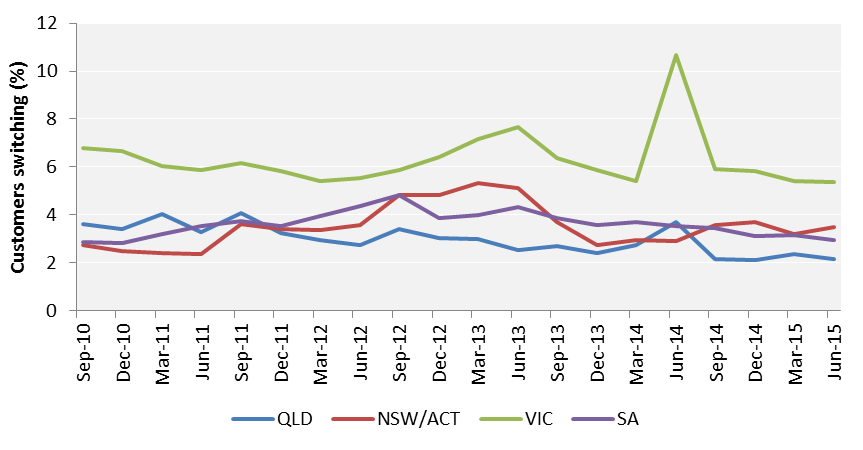 Customers switching (%)
12
10
8
6
4
2
0
Sep-10
Dec-10
Mar-11
Jun-11
Sep-11
Dec-11
Mar-12
Jun-12
Sep-12
Dec-12
Mar-13
Jun-13
Sep-13
Dec-13
Mar-14
Jun-14
Sep-14
Dec-14
Mar-15
Jun-15
QLD NSW/ACT VIC SA